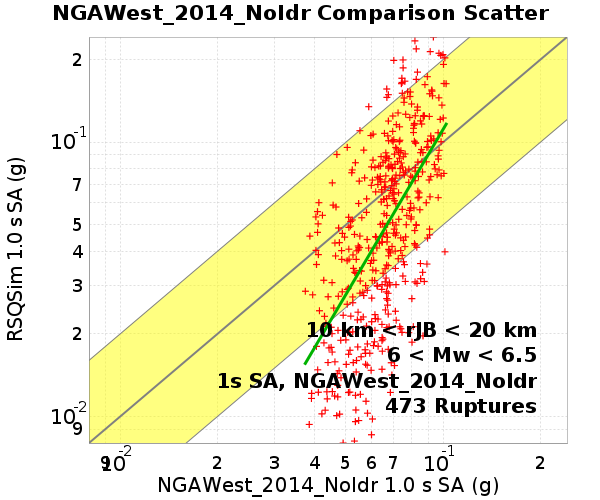 NGAWest_2014_NoIdr Comparison Scatter
RSQSim 1.0 s SA (g)
2
10-1
7
5
4
3
2
10-2
9
10 km < rJB < 20 km
6 < Mw < 6.5
1s SA, NGAWest_2014_NoIdr
473 Ruptures
9 10-2 2 3 4 5 6 7 10-1 2
NGAWest_2014_NoIdr 1.0 s SA (g)